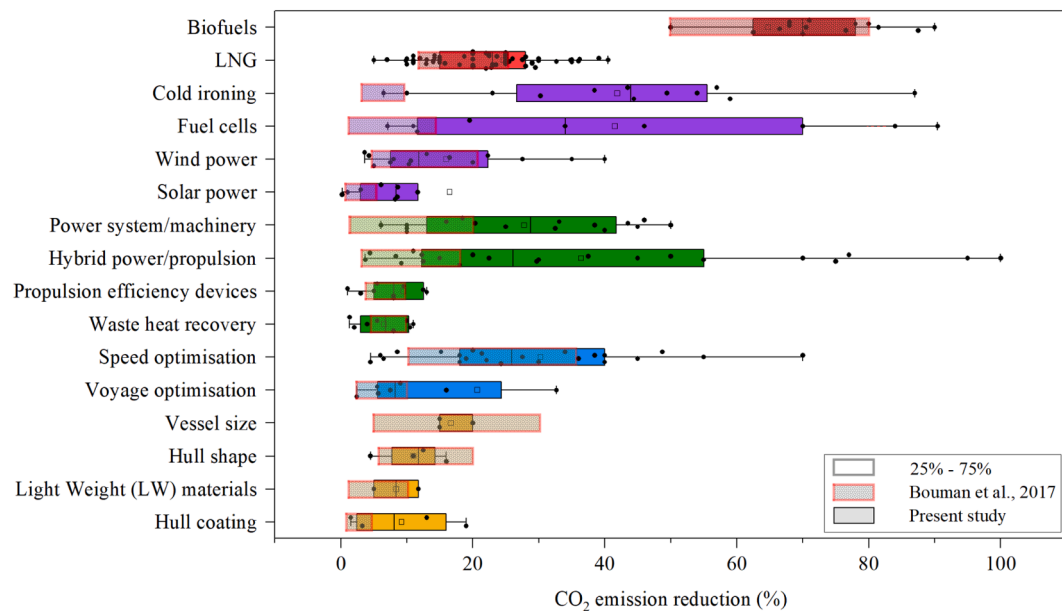 Biofuels
LNG
Cold ironing
Fuel cells
Wind power
Solar power
Power system/machinery
Hybrid power/propulsion
Propulsion efficiency devices
Waste heat recovery
Speed optimisation
Voyage optimisation
Vessel size
Hull shape
Light Weight (LW) materials
Hull coating
25% - 75%
Bouman et al., 2017
Present study
0 20 40 60 80 100
CO₂ emission reduction (%)